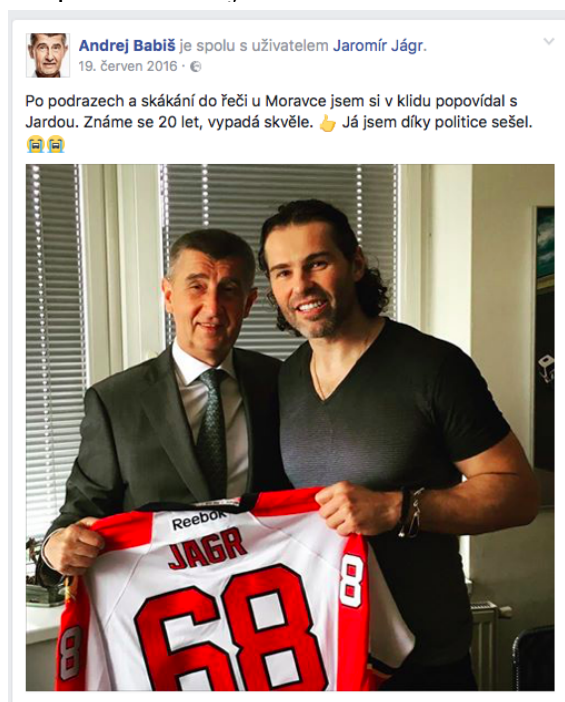 Andrej Babiš je spolu s uživatelem Jaromír Jágr.
19. červen 2016 ·
Po podrazech a skákání do řeči u Moravce jsem si v klidu popovídal s
Jardou. Známe se 20 let, vypadá skvěle. 👍 Já jsem díky politice sešel.
😭😭
Reebok
JAGR
68
8
8